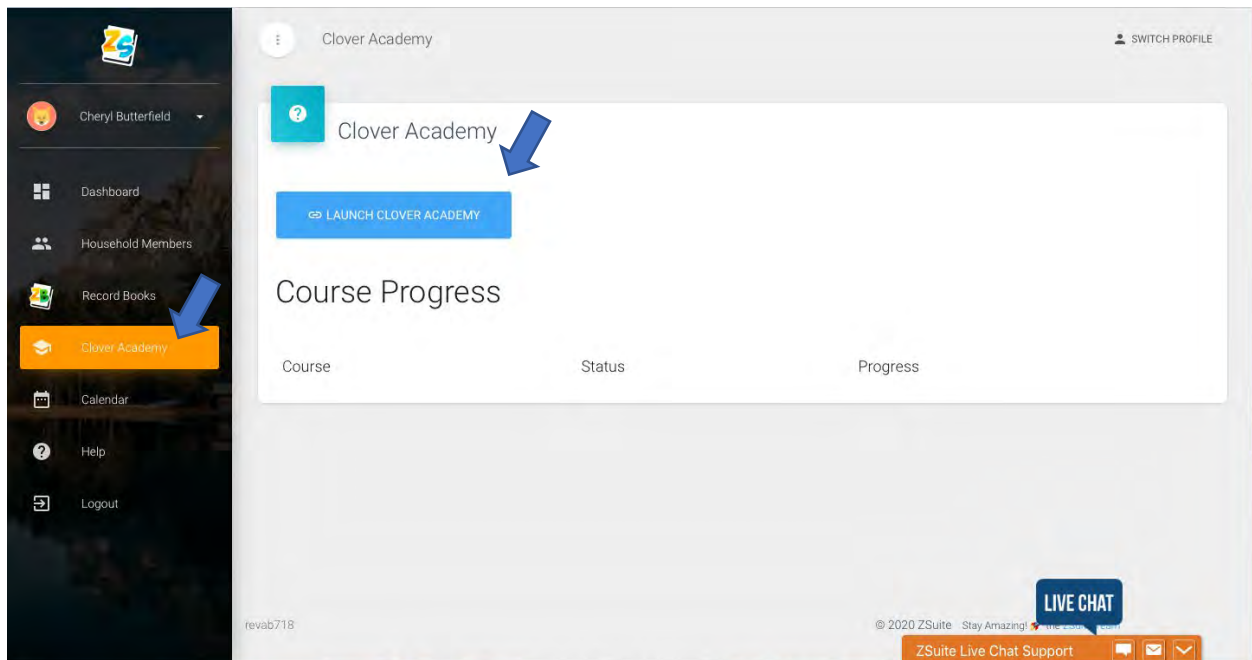 ZS
Clover Academy
SWITCH PROFILE
Cheryl Butterfield
Clover Academy
Dashboard
LAUNCH CLOVER ACADEMY
Household Members
Course Progress
ZB
Record Books
Clover Academy
Course Status Progress
Calendar
Help
Logout
LIVE CHAT
revab718
© 2020 ZSuite Stay Amazing! 🚀 The
ZSuite Live Chat Support